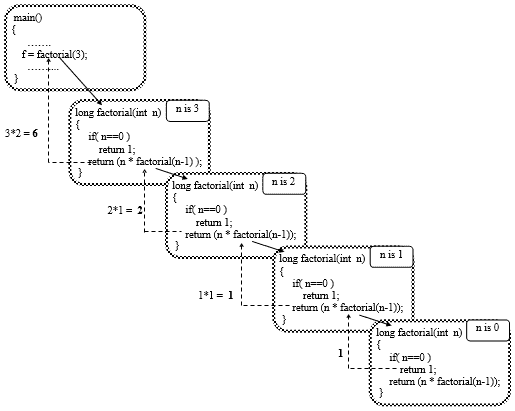 main()
{
........
f = factorial(3);
...........
}
n is 3
long factorial(int n)
{
if( n==0 )
return 1;
return (n * factorial(n-1) );
}
3*2 = 6
n is 2
long factorial(int n)
{
if( n==0 )
return 1;
return (n * factorial(n-1));
}
2*1 = 2
n is 1
long factorial(int n)
{
if( n==0 )
return 1;
return (n * factorial(n-1));
}
1*1 = 1
n is 0
long factorial(int n)
{
if( n==0 )
return 1;
return (n * factorial(n-1));
}
1